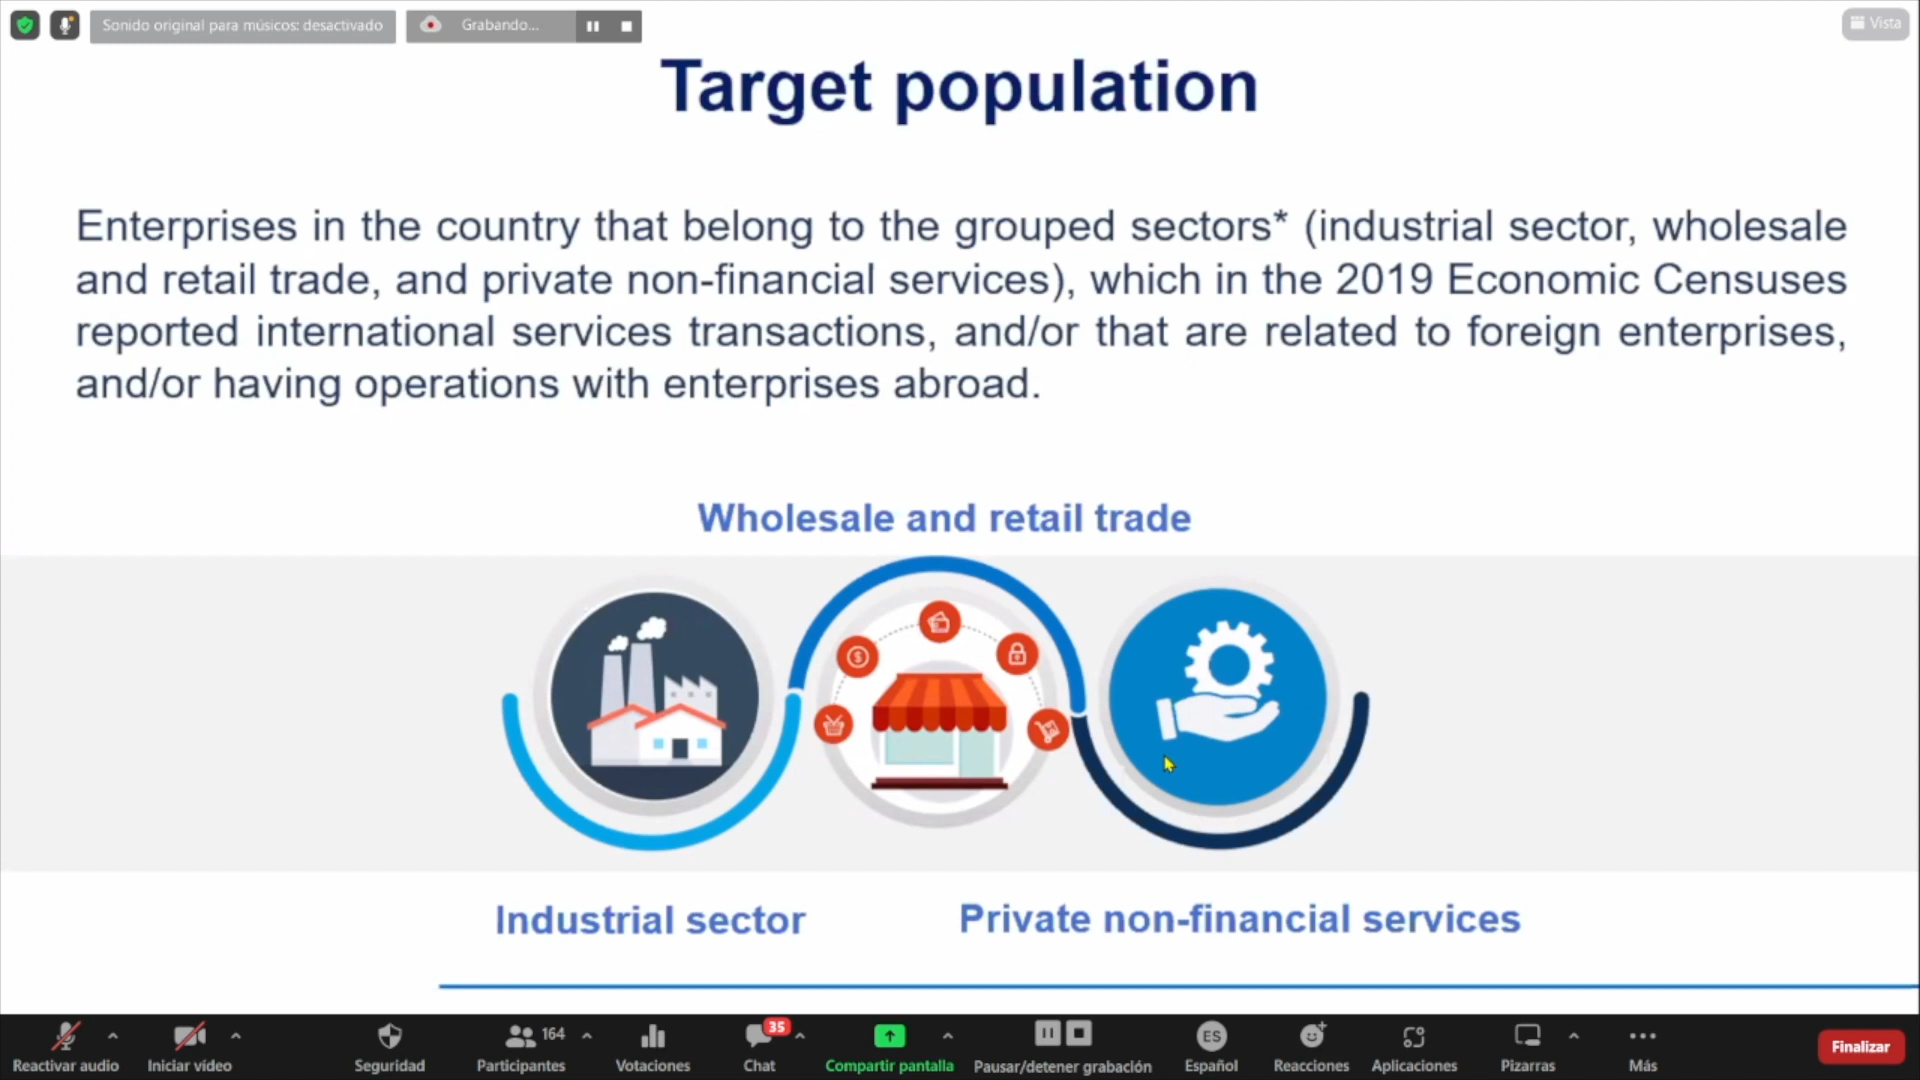 Sonido original para músicos: desactivado
Grabando...
Vista
Target population
Enterprises in the country that belong to the grouped sectors* (industrial sector, wholesale
and retail trade, and private non-financial services), which in the 2019 Economic Censuses
reported international services transactions, and/or that are related to foreign enterprises,
and/or having operations with enterprises abroad.
Wholesale and retail trade
$
Industrial sector
Private non-financial services
164
35
ES
Reactivar audio
Iniciar vídeo
Seguridad
Participantes
Votaciones
Chat
Compartir pantalla
Pausar/detener grabación
Español
Reacciones
Aplicaciones
Pizarras
Más
Finalizar